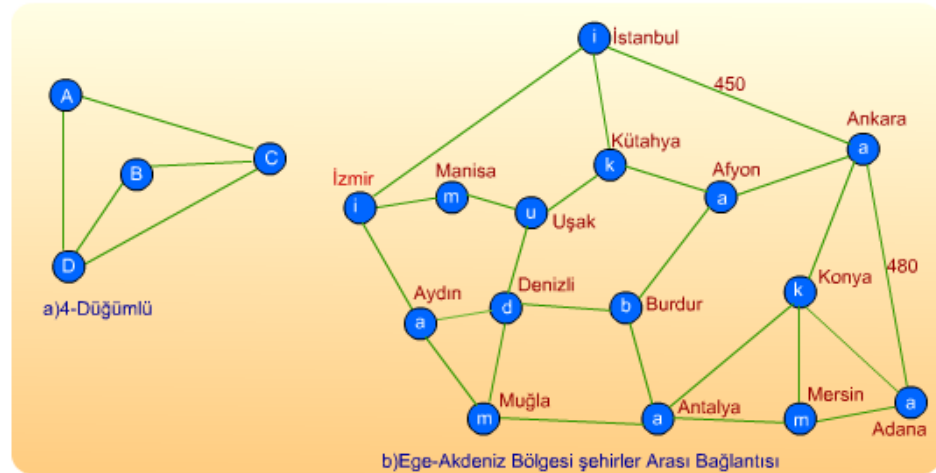 A
B
C
D
a)4-Düğümlü
i İstanbul
450
Ankara
a
Kütahya
k
Manisa
m
Afyon
a
İzmir
i
u
Uşak
480
Konya
k
Aydın
a
Denizli
d
b Burdur
Muğla
m
a Antalya
Mersin
m
a
Adana
b)Ege-Akdeniz Bölgesi şehirler Arası Bağlantısı